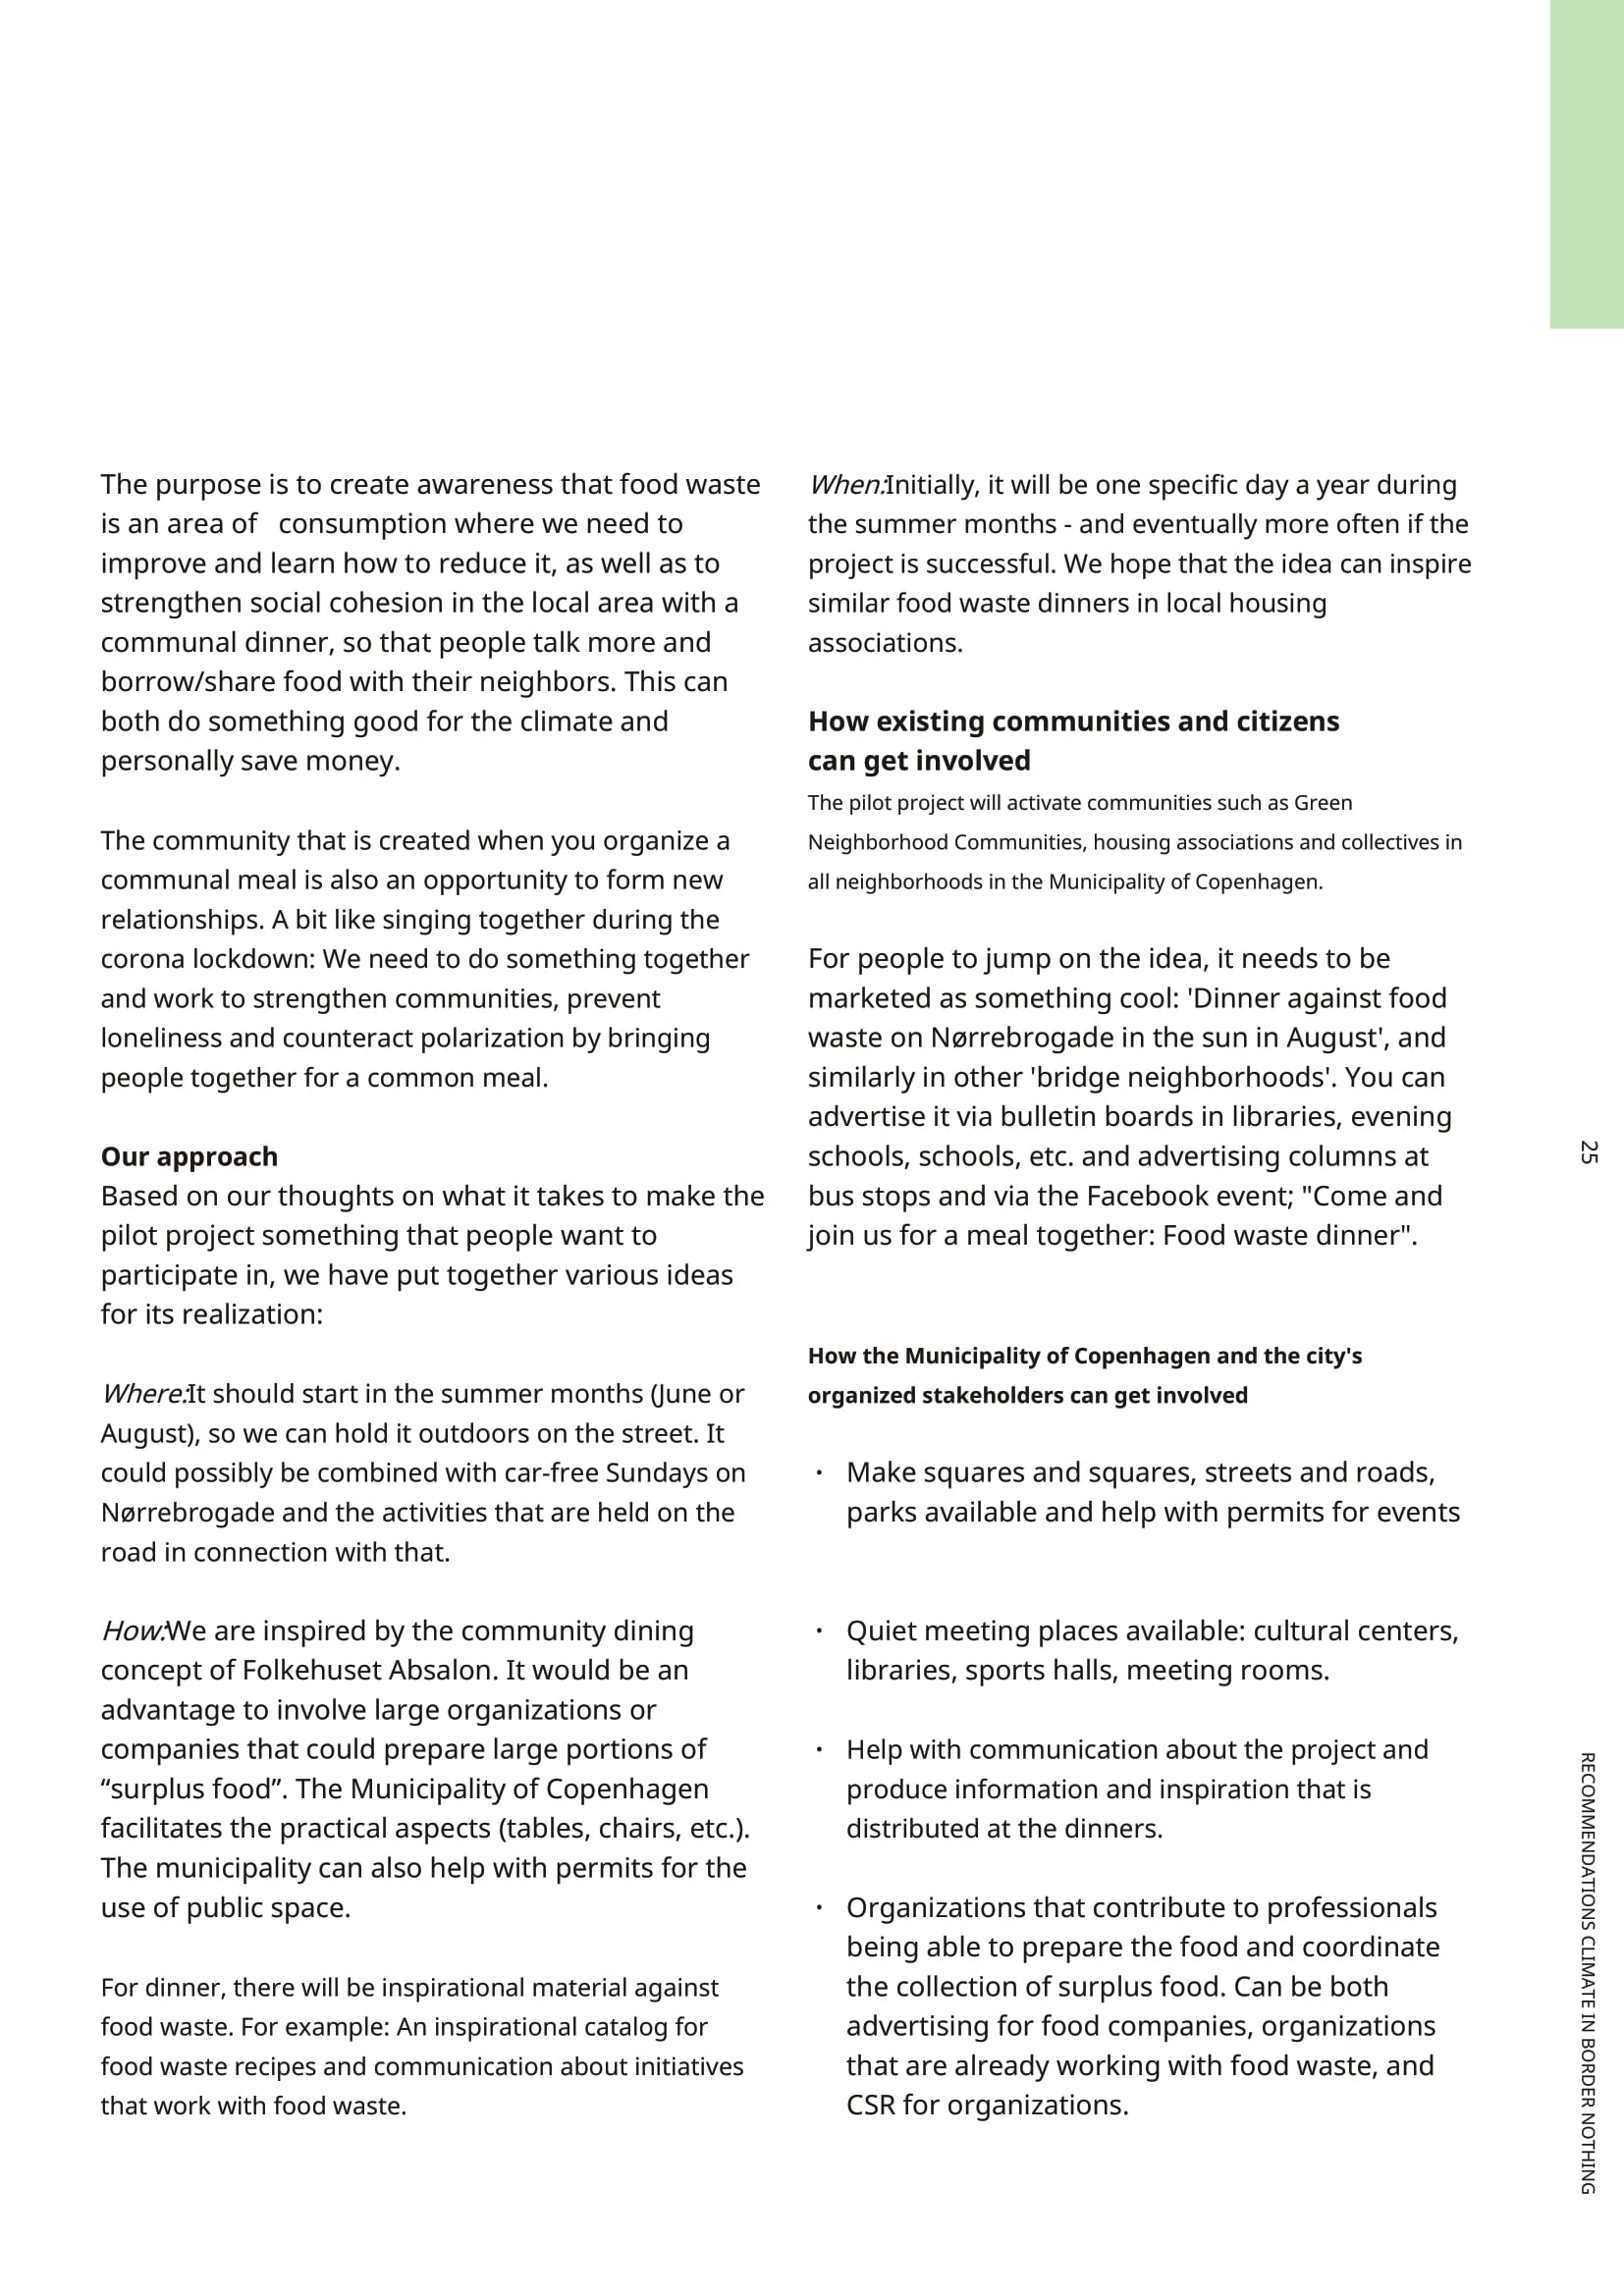 The purpose is to create awareness that food waste
is an area of consumption where we need to
improve and learn how to reduce it, as well as to
strengthen social cohesion in the local area with a
communal dinner, so that people talk more and
borrow/share food with their neighbors. This can
both do something good for the climate and
personally save money.
The community that is created when you organize a
communal meal is also an opportunity to form new
relationships. A bit like singing together during the
corona lockdown: We need to do something together
and work to strengthen communities, prevent
loneliness and counteract polarization by bringing
people together for a common meal.
Our approach
Based on our thoughts on what it takes to make the
pilot project something that people want to
participate in, we have put together various ideas
for its realization:
Where:It should start in the summer months (June or
August), so we can hold it outdoors on the street. It
could possibly be combined with car-free Sundays on
Nørrebrogade and the activities that are held on the
road in connection with that.
How:We are inspired by the community dining
concept of Folkehuset Absalon. It would be an
advantage to involve large organizations or
companies that could prepare large portions of
“surplus food”. The Municipality of Copenhagen
facilitates the practical aspects (tables, chairs, etc.).
The municipality can also help with permits for the
use of public space.
For dinner, there will be inspirational material against
food waste. For example: An inspirational catalog for
food waste recipes and communication about initiatives
that work with food waste.
When:Initially, it will be one specific day a year during
the summer months - and eventually more often if the
project is successful. We hope that the idea can inspire
similar food waste dinners in local housing
associations.
How existing communities and citizens
can get involved
The pilot project will activate communities such as Green
Neighborhood Communities, housing associations and collectives in
all neighborhoods in the Municipality of Copenhagen.
For people to jump on the idea, it needs to be
marketed as something cool: 'Dinner against food
waste on Nørrebrogade in the sun in August', and
similarly in other 'bridge neighborhoods'. You can
advertise it via bulletin boards in libraries, evening
schools, schools, etc. and advertising columns at
bus stops and via the Facebook event; "Come and
join us for a meal together: Food waste dinner".
How the Municipality of Copenhagen and the city's
organized stakeholders can get involved
• Make squares and squares, streets and roads,
parks available and help with permits for events
• Quiet meeting places available: cultural centers,
libraries, sports halls, meeting rooms.
• Help with communication about the project and
produce information and inspiration that is
distributed at the dinners.
• Organizations that contribute to professionals
being able to prepare the food and coordinate
the collection of surplus food. Can be both
advertising for food companies, organizations
that are already working with food waste, and
CSR for organizations.
25
RECOMMENDATIONS CLIMATE IN BORDER NOTHING